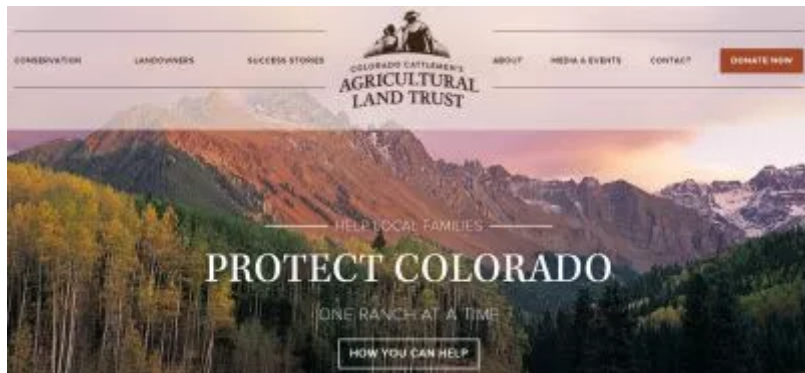 CONSERVATION
LANDOWNERS
SUCCESS STORIES
COLORADO CATTLEMEN'S
AGRICULTURAL
LAND TRUST
ABOUT
MEDIA & EVENTS
CONTACT
DONATE NOW
HELP LOCAL FAMILIES
PROTECT COLORADO
ONE RANCH AT A TIME
HOW YOU CAN HELP